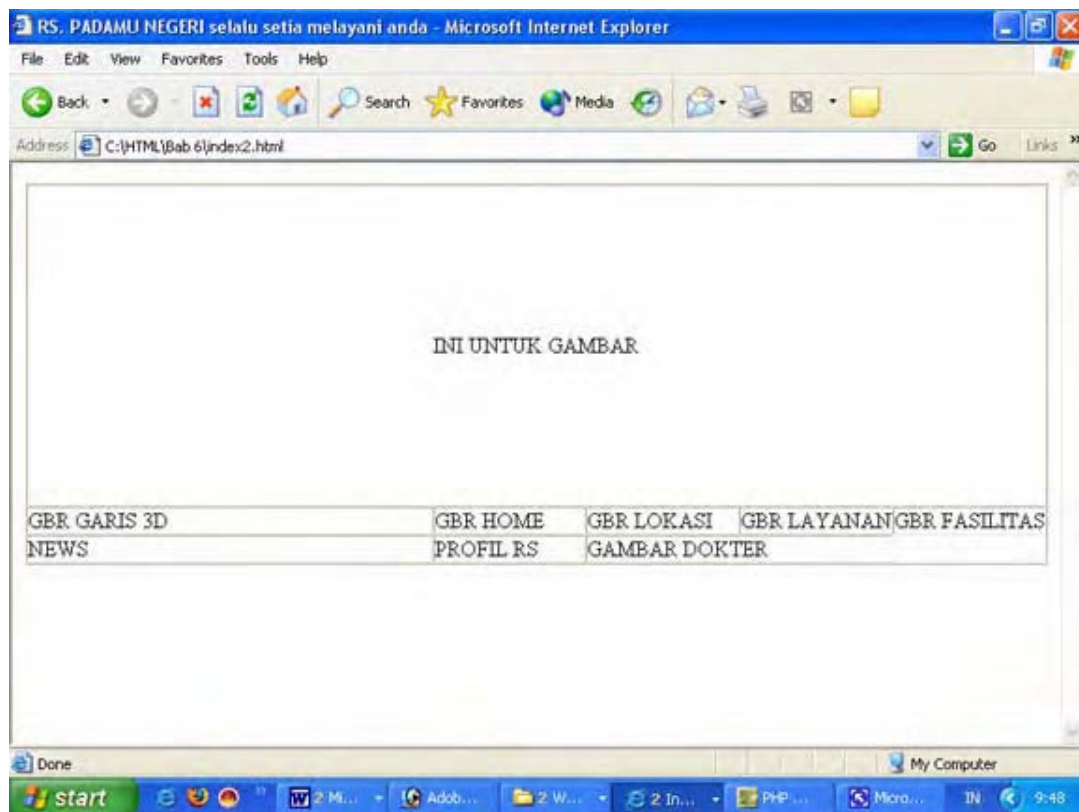 RS. PADAMU NEGERI selalu setia melayani anda - Microsoft Internet Explorer
File Edit View Favorites Tools Help
Back Search Favorites Media
Address C:\HTML\Bab 6\index2.html Go Links »
INI UNTUK GAMBAR
GBR GARIS 3D GBR HOME GBR LOKASI GBR LAYANAN GBR FASILITAS
NEWS PROFIL RS GAMBAR DOKTER
Done My Computer
start 2 Mi... Adob... 2 W... 2 In... PHP ... Micro... IN 9:48